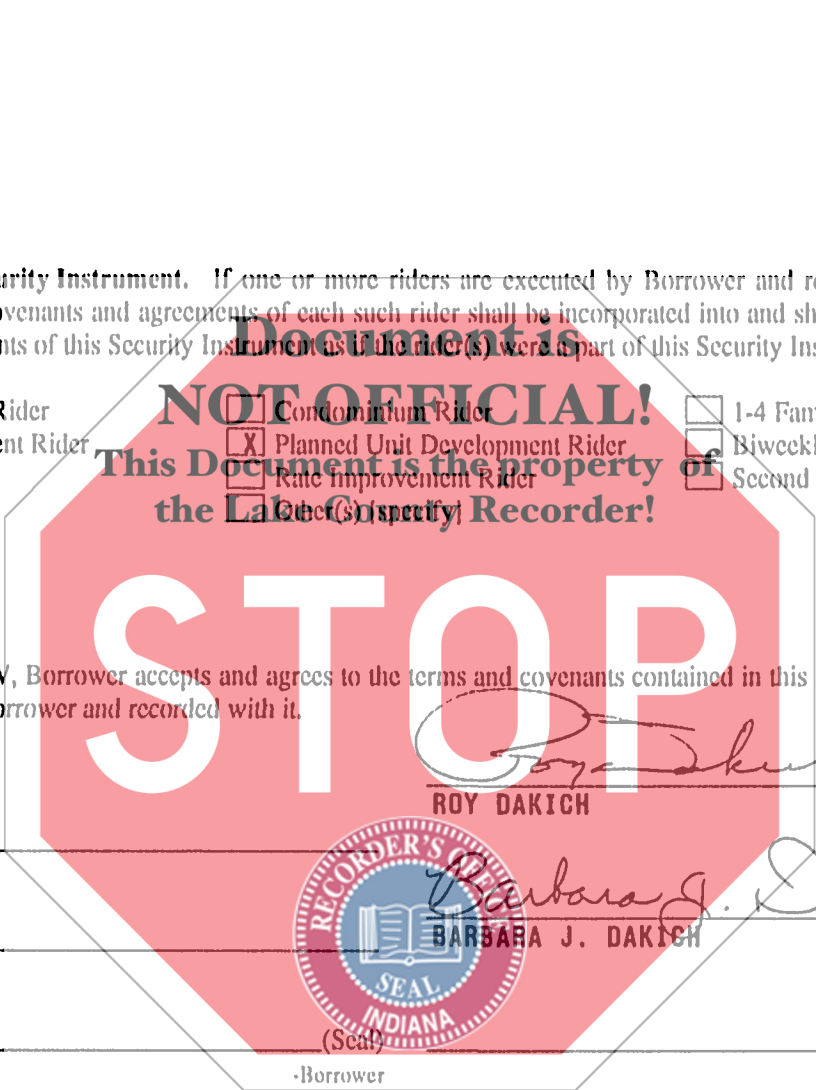 urity Instrument. If one or more riders are executed by Borrower and re
ovenants and agreements of each such rider shall be incorporated into and sh
nts of this Security Instrument as if the rider(s) were a part of this Security Ins
Document is
NOT OFFICIAL!
This Document is the property of
the Lake County Recorder!
Rider
Condominium Rider
1-4 Fam
ent Rider
X Planned Unit Development Rider
Biweekl
Rate Improvement Rider
Second
Other(s) [specify]
STOP
, Borrower accepts and agrees to the terms and covenants contained in this
orrower and recorded with it.
ROY DAKICH
Barbara J. D
BARBARA J. DAKICH
RECORDER'S OFFICE
SEAL
INDIANA
(Seal)
-Borrower